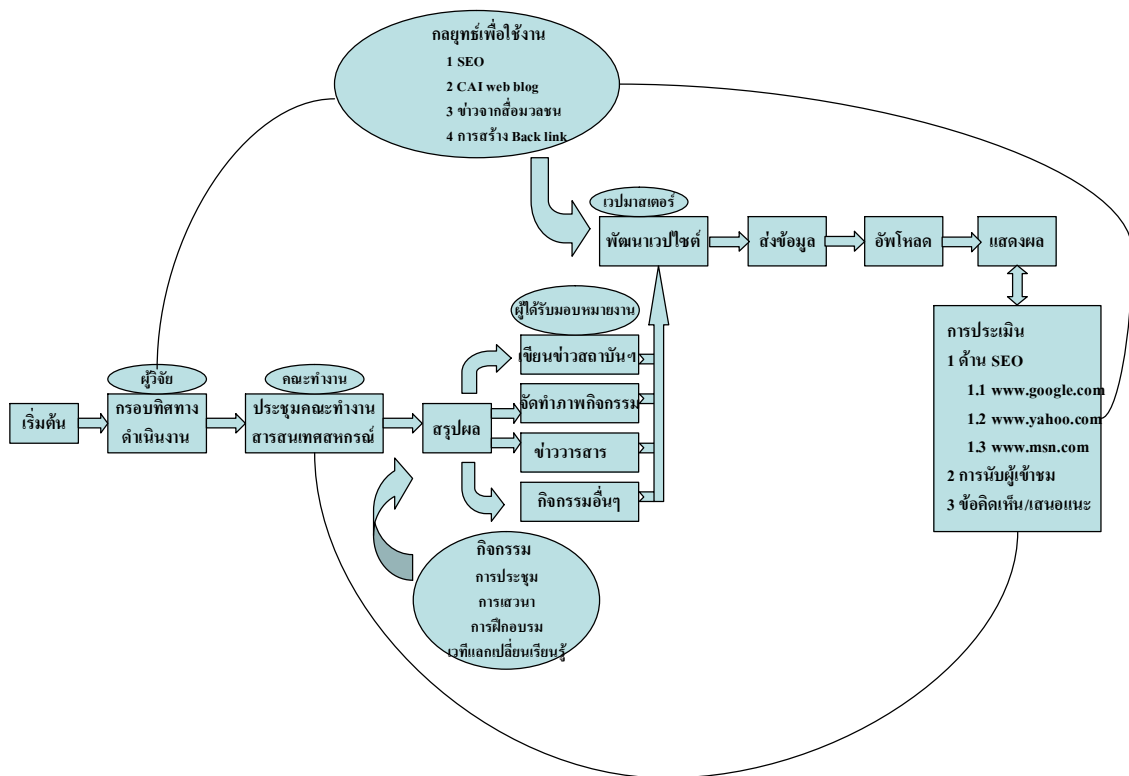 กลยุทธ์เพื่อใช้งาน
1 SEO
2 CAI web blog
3 ข่าวจากสื่อมวลชน
4 การสร้าง Back link
เวปมาสเตอร์
พัฒนาเวปไซต์
ส่งข้อมูล
อัพโหลด
แสดงผล
ผู้ได้รับมอบหมายงาน
เขียนข่าวสถาบันฯ
จัดทำภาพกิจกรรม
ข่าววารสาร
กิจกรรมอื่นๆ
ผู้วิจัย
คณะทำงาน
เริ่มต้น
กรอบทิศทาง
ดำเนินงาน
ประชุมคณะทำงาน
สารสนเทศสหกรณ์
สรุปผล
กิจกรรม
การประชุม
การเสวนา
การฝึกอบรม
เวทีแลกเปลี่ยนเรียนรู้
การประเมิน
1 ด้าน SEO
1.1 www.google.com
1.2 www.yahoo.com
1.3 www.msn.com
2 การนับผู้เข้าชม
3 ข้อคิดเห็น/เสนอแนะ